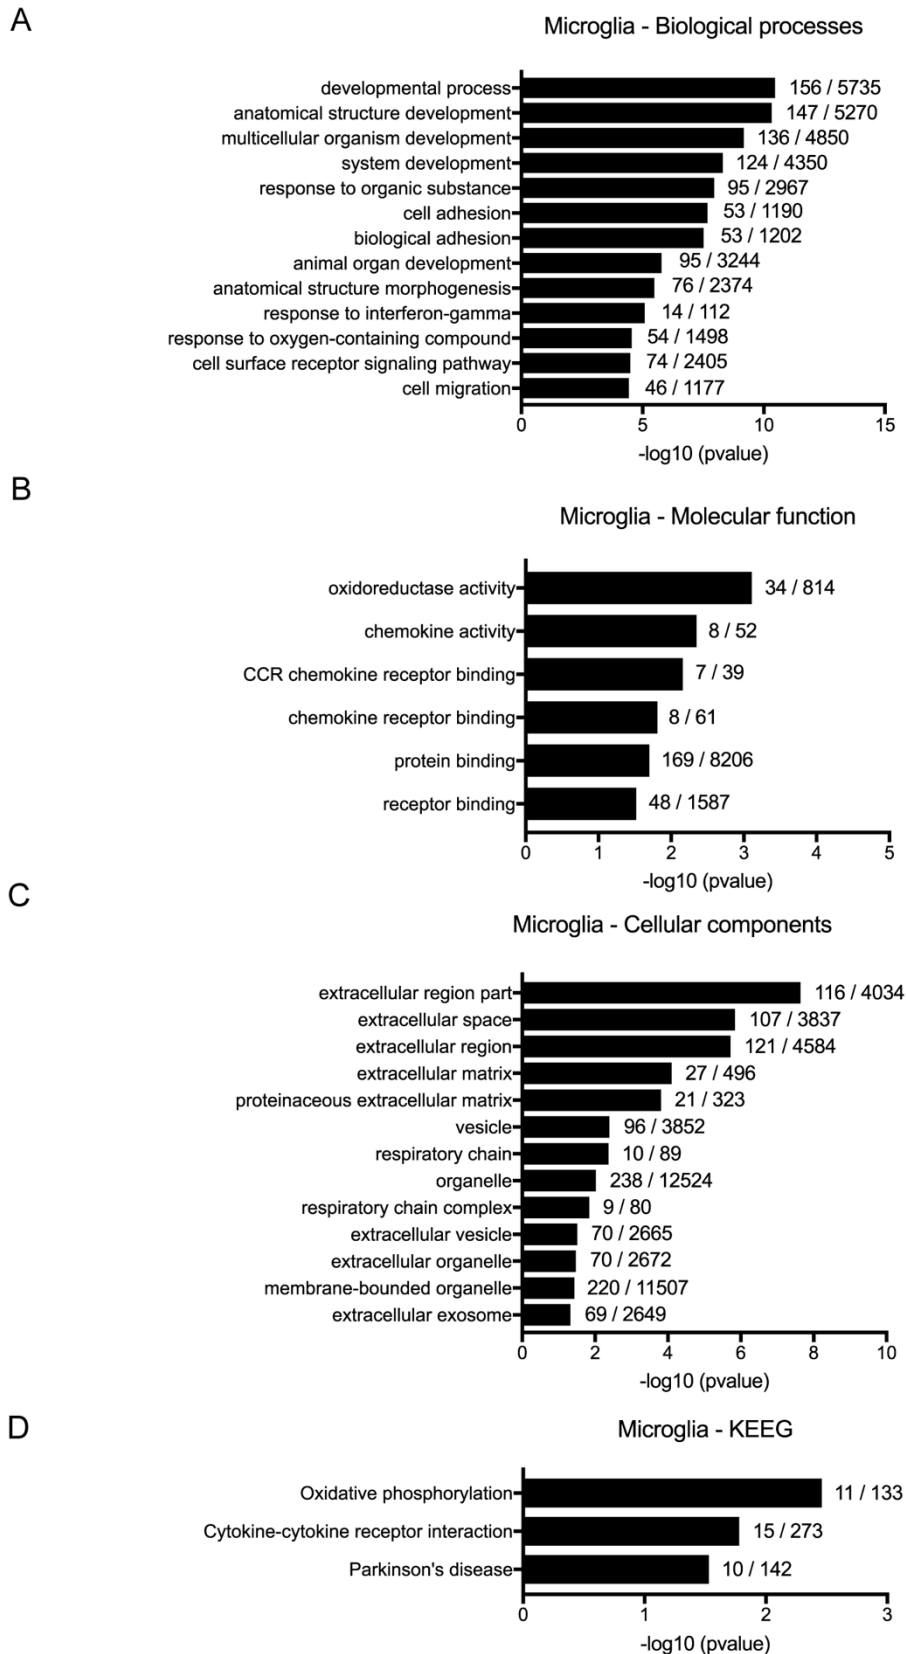 A
Microglia - Biological processes
developmental process 156 / 5735
anatomical structure development 147 / 5270
multicellular organism development 136 / 4850
system development 124 / 4350
response to organic substance 95 / 2967
cell adhesion 53 / 1190
biological adhesion 53 / 1202
animal organ development 95 / 3244
anatomical structure morphogenesis 76 / 2374
response to interferon-gamma 14 / 112
response to oxygen-containing compound 54 / 1498
cell surface receptor signaling pathway 74 / 2405
cell migration 46 / 1177
0 5 10 15
-log10 (pvalue)
B
Microglia - Molecular function
oxidoreductase activity 34 / 814
chemokine activity 8 / 52
CCR chemokine receptor binding 7 / 39
chemokine receptor binding 8 / 61
protein binding 169 / 8206
receptor binding 48 / 1587
0 1 2 3 4 5
-log10 (pvalue)
C
Microglia - Cellular components
extracellular region part 116 / 4034
extracellular space 107 / 3837
extracellular region 121 / 4584
extracellular matrix 27 / 496
proteinaceous extracellular matrix 21 / 323
vesicle 96 / 3852
respiratory chain 10 / 89
organelle 238 / 12524
respiratory chain complex 9 / 80
extracellular vesicle 70 / 2665
extracellular organelle 70 / 2672
membrane-bounded organelle 220 / 11507
extracellular exosome 69 / 2649
0 2 4 6 8 10
-log10 (pvalue)
D
Microglia - KEEG
Oxidative phosphorylation 11 / 133
Cytokine-cytokine receptor interaction 15 / 273
Parkinson's disease 10 / 142
0 1 2 3
-log10 (pvalue)